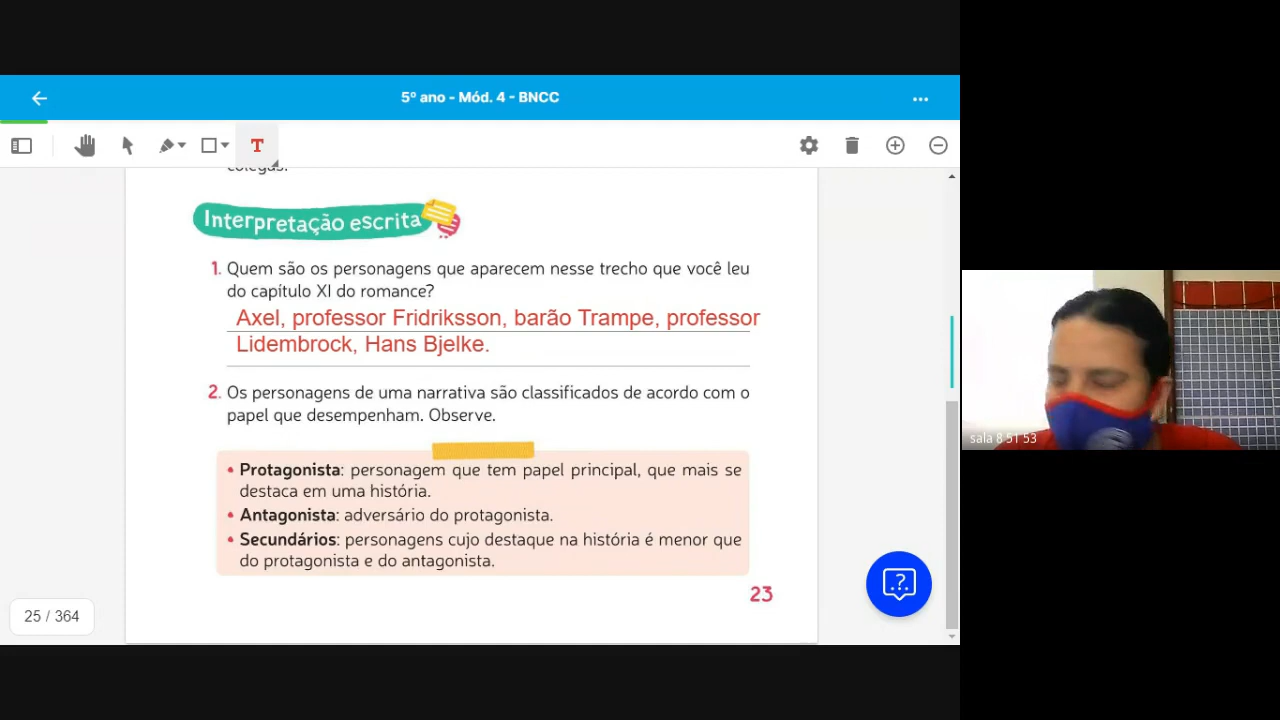 5º ano - Mód. 4 - BNCC
T
colegas.
Interpretação escrita
1. Quem são os personagens que aparecem nesse trecho que você leu
do capítulo XI do romance?
Axel, professor Fridriksson, barão Trampe, professor
Lidembrock, Hans Bjelke.
2. Os personagens de uma narrativa são classificados de acordo com o
papel que desempenham. Observe.
• Protagonista: personagem que tem papel principal, que mais se
destaca em uma história.
• Antagonista: adversário do protagonista.
• Secundários: personagens cujo destaque na história é menor que
do protagonista e do antagonista.
23
25 / 364
?
sala 8 51 53